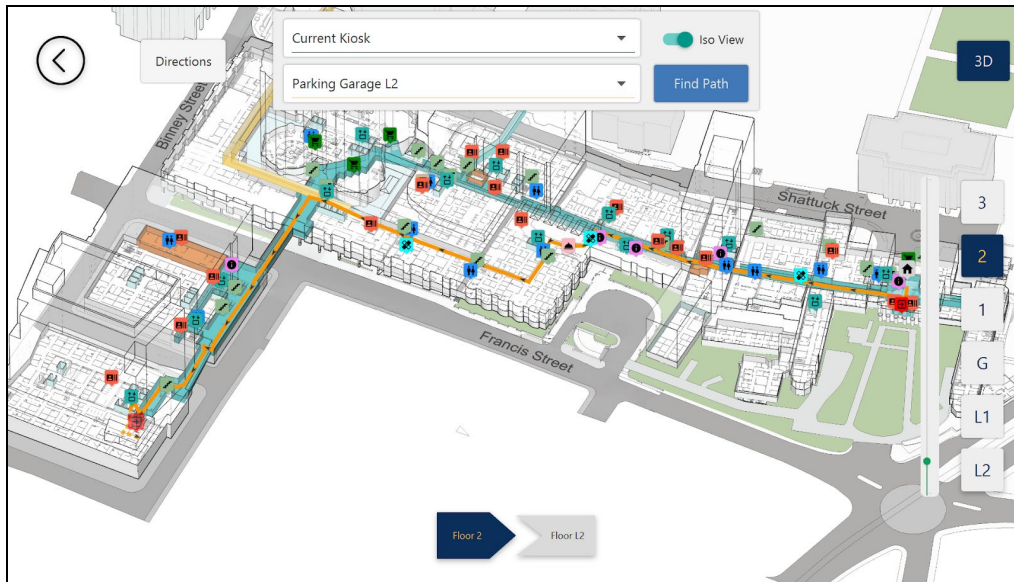 Current Kiosk
Iso View
Directions
3D
Parking Garage L2
Find Path
Binney Street
Shattuck Street
3
2
1
Francis Street
G
L1
L2
Floor 2
Floor L2